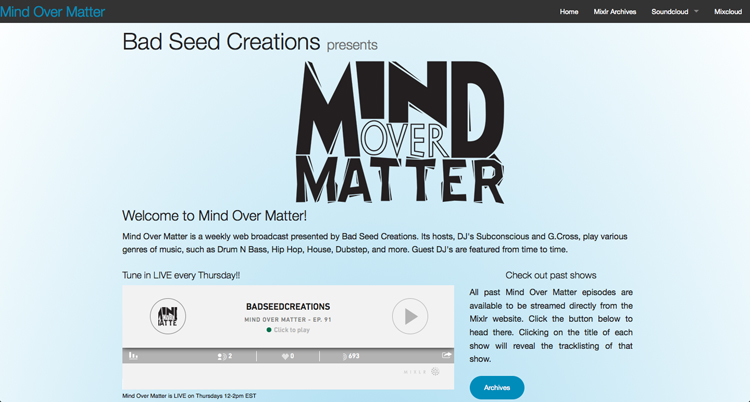 Mind Over Matter
Home Mixlr Archives Soundcloud Mixcloud
Bad Seed Creations presents
MIND
OVER
MATTER
Welcome to Mind Over Matter!
Mind Over Matter is a weekly web broadcast presented by Bad Seed Creations. Its hosts, DJ's Subconscious and G.Cross, play various
genres of music, such as Drum N Bass, Hip Hop, House, Dubstep, and more. Guest DJ's are featured from time to time.
Tune in LIVE every Thursday!!
MIND
OVER
MATTE
BADSEEDCREATIONS
MIND OVER MATTER - EP. 91
Click to play
2 0 693
MIXLR
Mind Over Matter is LIVE on Thursdays 12-2pm EST
Check out past shows
All past Mind Over Matter episodes are
available to be streamed directly from the
Mixlr website. Click the button below to
head there. Clicking on the title of each
show will reveal the tracklisting of that
show.
Archives